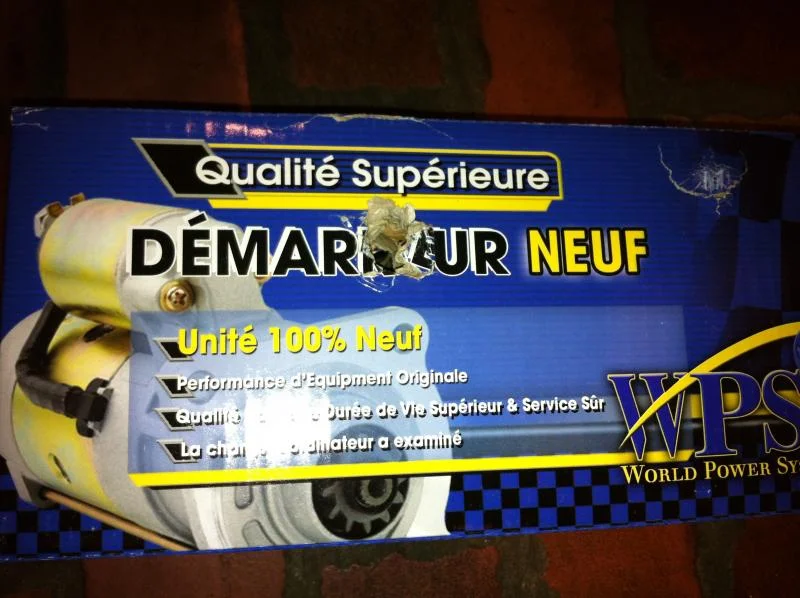 Qualité Supérieure
NEUF
Unité 100% Neuf
Performance d'Equipment Originale
Qualité Durée de Vie Supérieur & Service Sûr
La a examiné
WPS
WORLD POWER